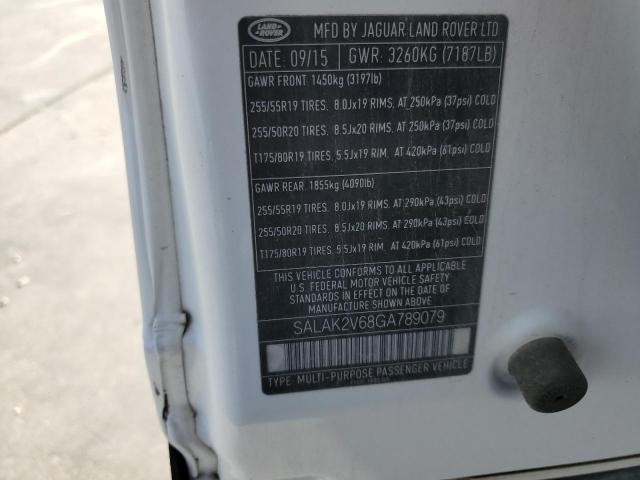 LAND ROVER
MFD BY JAGUAR LAND ROVER LTD
DATE: 09/15 GWR: 3260KG (7187LB)
GAWR FRONT: 1450kg (3197lb)
255/55R19 TIRES. 8.0Jx19 RIMS. AT 250kPa (37psi) COLD
255/50R20 TIRES. 8.5Jx20 RIMS. AT 250kPa (37psi) COLD
T175/80R19 TIRES. 5.5Jx19 RIM. AT 420kPa (61psi) COLD
GAWR REAR: 1855kg (4090lb)
255/55R19 TIRES. 8.0Jx19 RIMS. AT 290kPa (43psi) COLD
255/50R20 TIRES. 8.5Jx20 RIMS. AT 290kPa (43psi) COLD
T175/80R19 TIRES. 5.5Jx19 RIM. AT 420kPa (61psi) COLD
THIS VEHICLE CONFORMS TO ALL APPLICABLE
U.S. FEDERAL MOTOR VEHICLE SAFETY
STANDARDS IN EFFECT ON THE DATE OF
MANUFACTURE SHOWN ABOVE.
SALAK2V68GA789079
TYPE: MULTI-PURPOSE PASSENGER VEHICLE